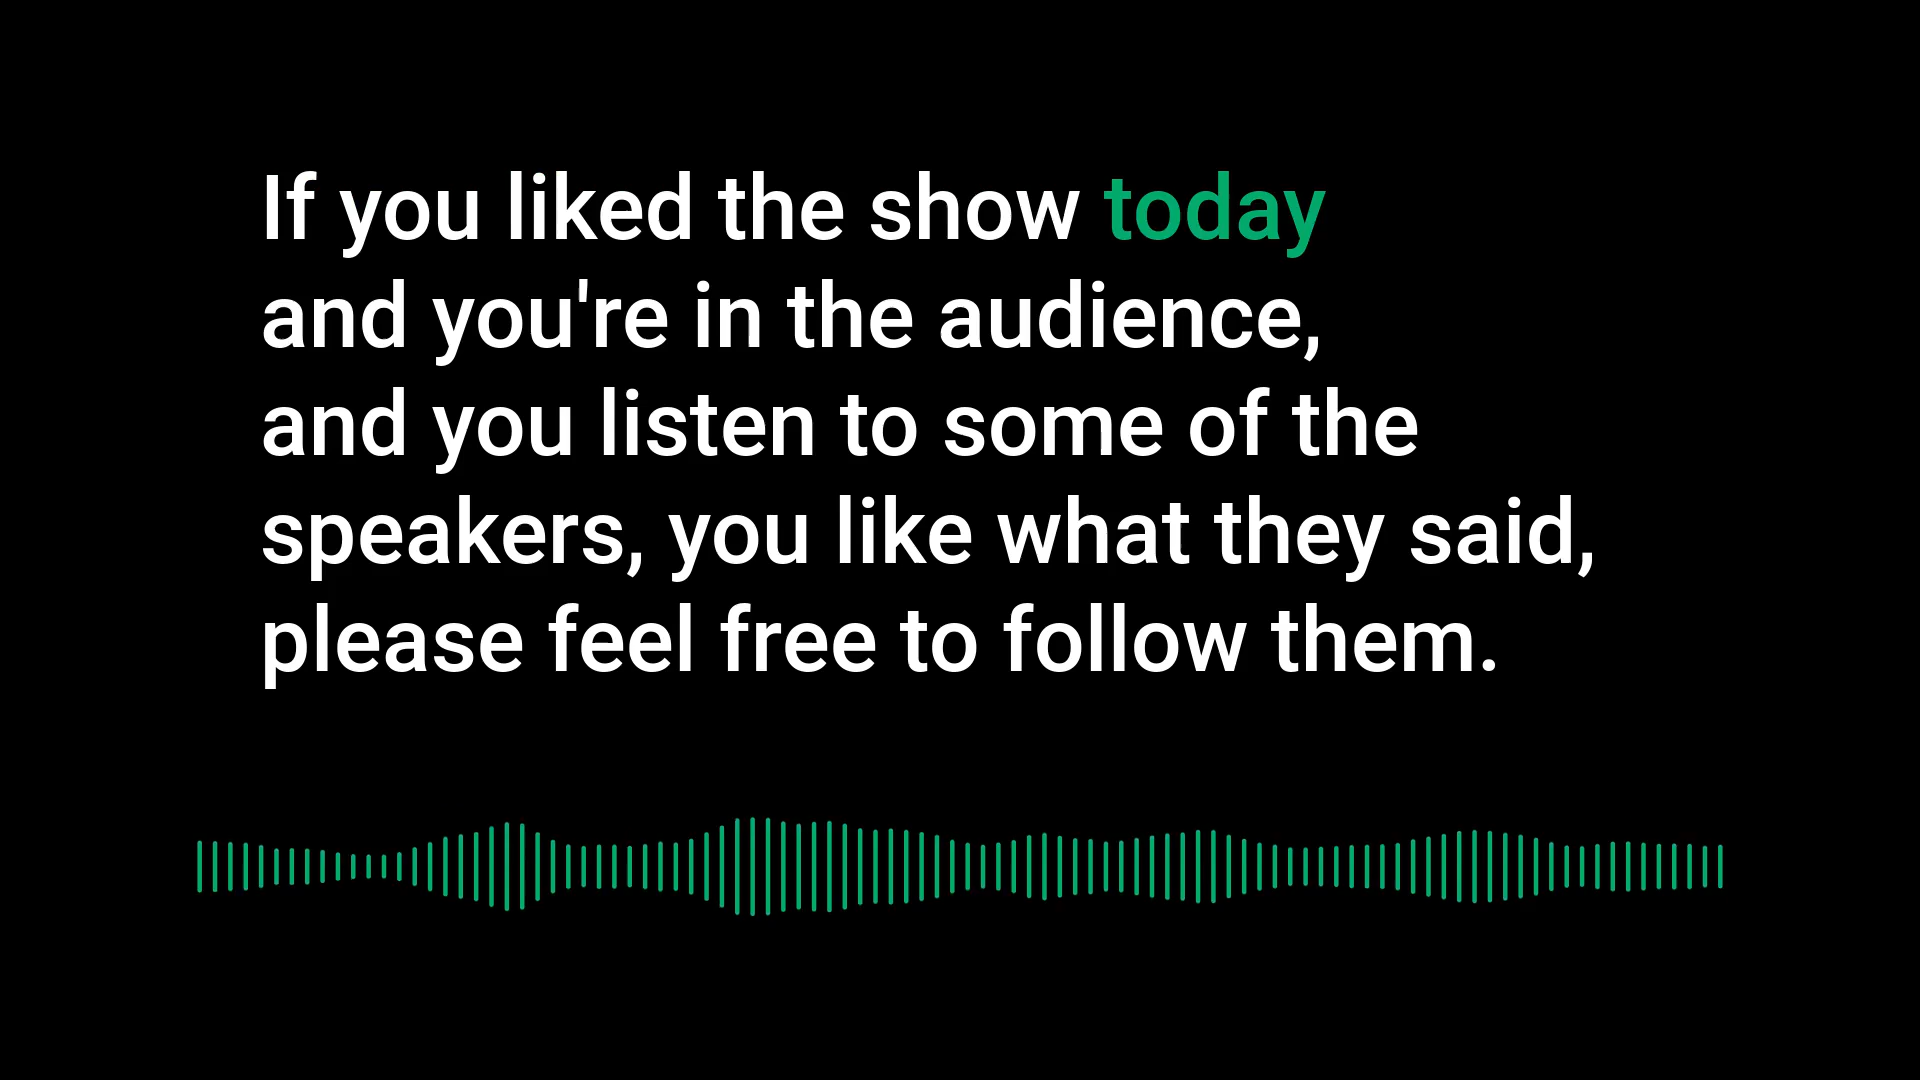 If you liked the show today
and you're in the audience,
and you listen to some of the
speakers, you like what they said,
please feel free to follow them.